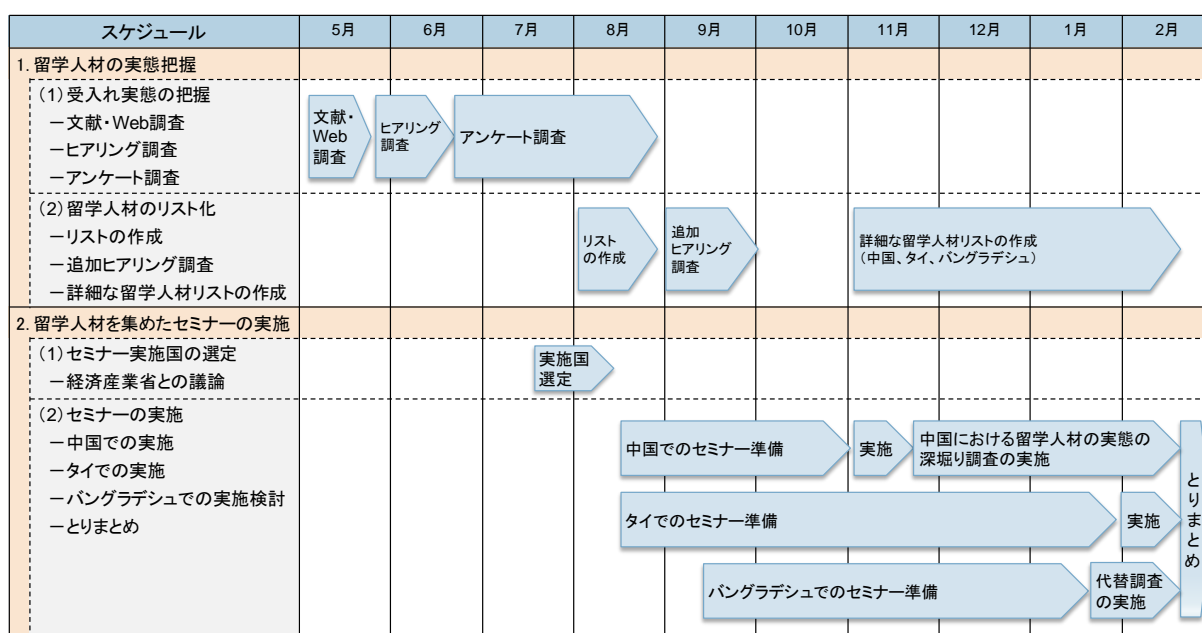 スケジュール 5月 6月 7月 8月 9月 10月 11月 12月 1月 2月
1. 留学人材の実態把握
(1)受入れ実態の把握
－文献・Web調査
－ヒアリング調査
－アンケート調査
文献・
Web
調査
ヒアリング
調査
アンケート調査
(2)留学人材のリスト化
－リストの作成
－追加ヒアリング調査
－詳細な留学人材リストの作成
リスト
の作成
追加
ヒアリング
調査
詳細な留学人材リストの作成
(中国、タイ、バングラデシュ)
2. 留学人材を集めたセミナーの実施
(1)セミナー実施国の選定
－経済産業省との議論
実施国
選定
(2)セミナーの実施
－中国での実施
－タイでの実施
－バングラデシュでの実施検討
－とりまとめ
中国でのセミナー準備
実施
中国における留学人材の実態の
深堀り調査の実施
タイでのセミナー準備
実施
バングラデシュでのセミナー準備
代替調査
の実施
とりまとめ